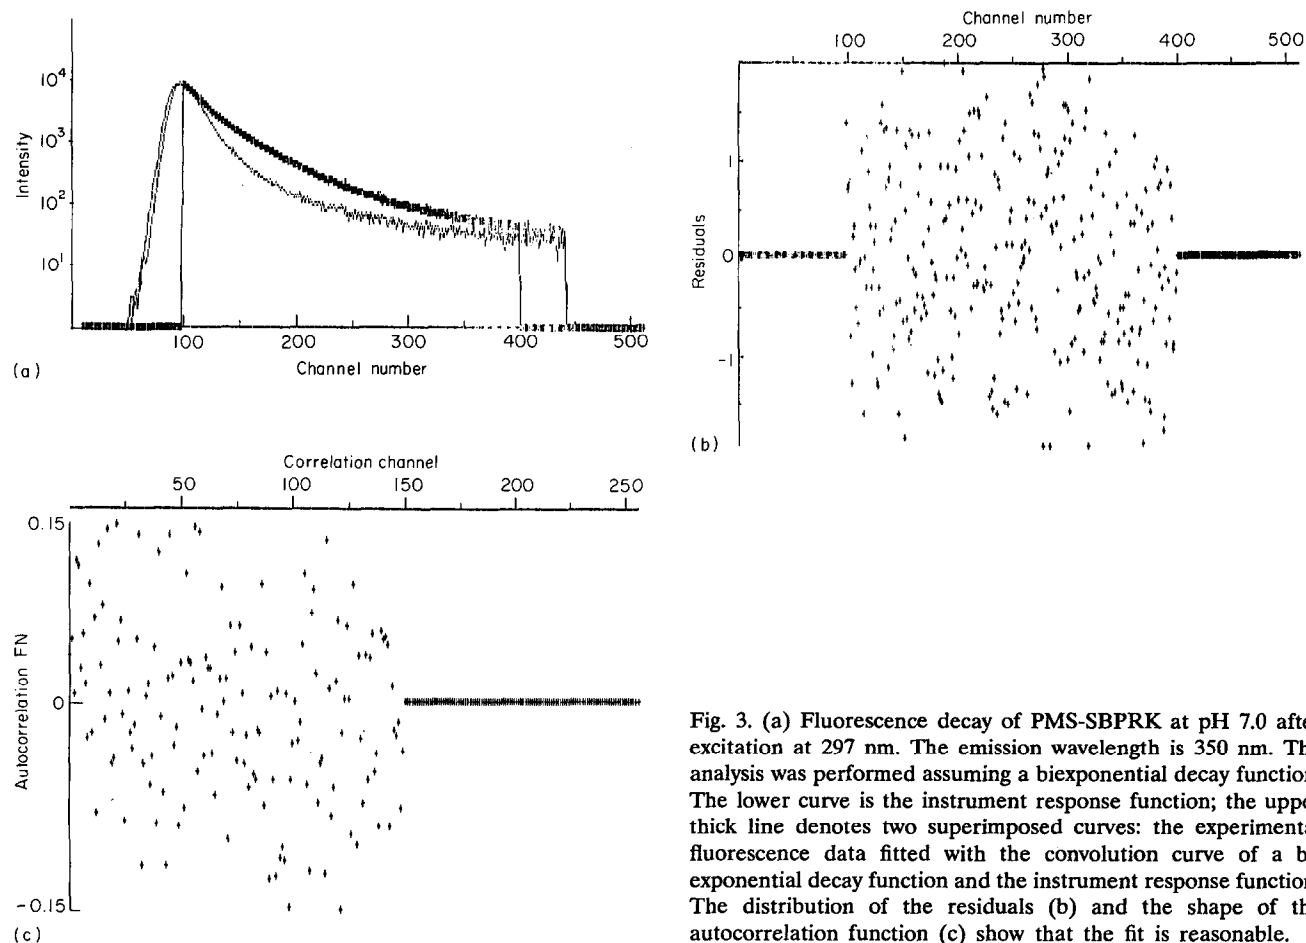 10⁴
10³
10²
10¹
Intensity
100 200 300 400 500
Channel number
(a)
Channel number
100 200 300 400 500
1
0
-1
Residuals
(b)
Correlation channel
50 100 150 200 250
0.15
0
-0.15
Autocorrelation FN
(c)
Fig. 3. (a) Fluorescence decay of PMS-SBPRK at pH 7.0 afte
excitation at 297 nm. The emission wavelength is 350 nm. Th
analysis was performed assuming a biexponential decay function
The lower curve is the instrument response function; the uppe
thick line denotes two superimposed curves: the experimenta
fluorescence data fitted with the convolution curve of a b
exponential decay function and the instrument response function
The distribution of the residuals (b) and the shape of th
autocorrelation function (c) show that the fit is reasonable.